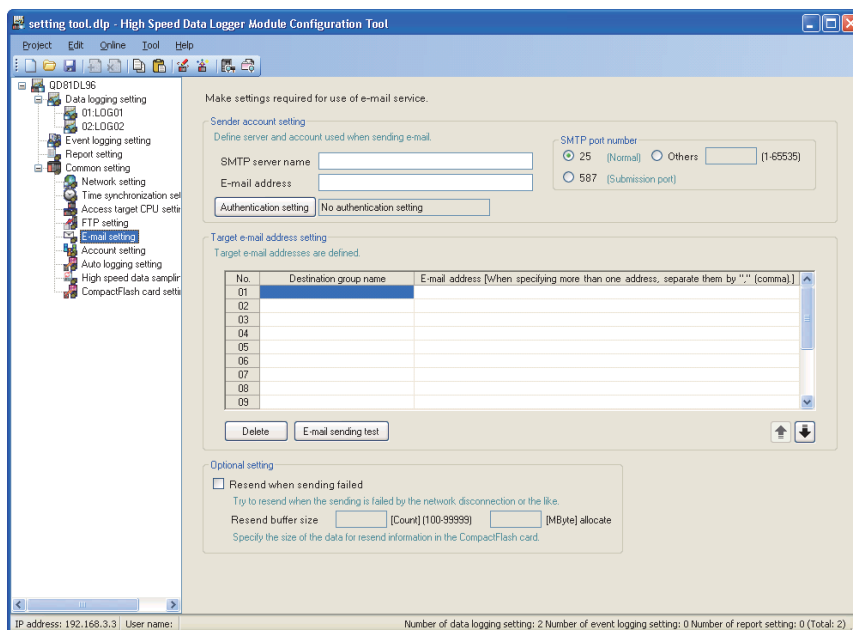 setting tool.dlp - High Speed Data Logger Module Configuration Tool
Project Edit Online Tool Help
QD81DL96
Data logging setting
01:LOG01
02:LOG02
Event logging setting
Report setting
Common setting
Network setting
Time synchronization set
Access target CPU settin
FTP setting
E-mail setting
Account setting
Auto logging setting
High speed data samplin
CompactFlash card settin
Make settings required for use of e-mail service.
Sender account setting
Define server and account used when sending e-mail.
SMTP server name
E-mail address
Authentication setting No authentication setting
SMTP port number
25 (Normal) Others (1-65535)
587 (Submission port)
Target e-mail address setting
Target e-mail addresses are defined.
No. Destination group name E-mail address [When specifying more than one address, separate them by "," (comma).]
01
02
03
04
05
06
07
08
09
Delete E-mail sending test
Optional setting
Resend when sending failed
Try to resend when the sending is failed by the network disconnection or the like.
Resend buffer size [Count] (100-99999) [MByte] allocate
Specify the size of the data for resend information in the CompactFlash card.
IP address: 192.168.3.3 User name: Number of data logging setting: 2 Number of event logging setting: 0 Number of report setting: 0 (Total: 2)